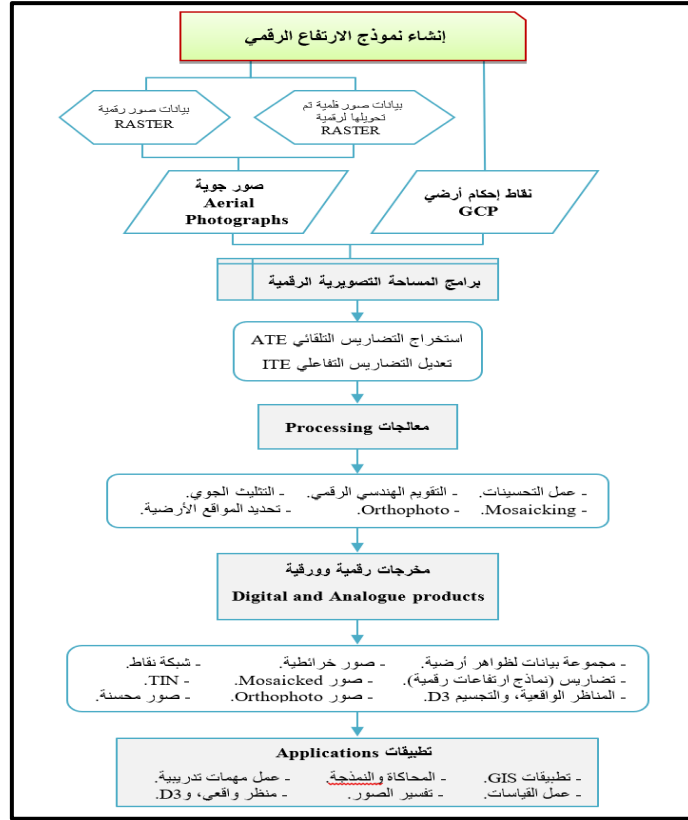 إنشاء نموذج الارتفاع الرقمي
بيانات صور فلمية تم
تحويلها لرقمية
RASTER
بيانات صور رقمية
RASTER
نقاط إحكام أرضي
GCP
صور جوية
Aerial
Photographs
برامج المساحة التصويرية الرقمية
استخراج التضاريس التلقائي ATE
تعديل التضاريس التفاعلي ITE
معالجات Processing
- عمل التحسينات. - التقويم الهندسي الرقمي. - التثليث الجوي.
- Mosaicking. - Orthophoto. - تحديد المواقع الأرضية.
مخرجات رقمية وورقية
Digital and Analogue products
- مجموعة بيانات لظواهر أرضية. - صور خرائطية. - شبكة نقاط.
- تضاريس (نماذج ارتفاعات رقمية). - صور Mosaicked. - TIN.
- المناظر الواقعية، والتجسيم D3. - صور Orthophoto. - صور محسنة.
تطبيقات Applications
- تطبيقات GIS. - المحاكاة والنمذجة. - عمل مهمات تدريبية.
- عمل القياسات. - تفسير الصور. - منظر واقعي، وD3.